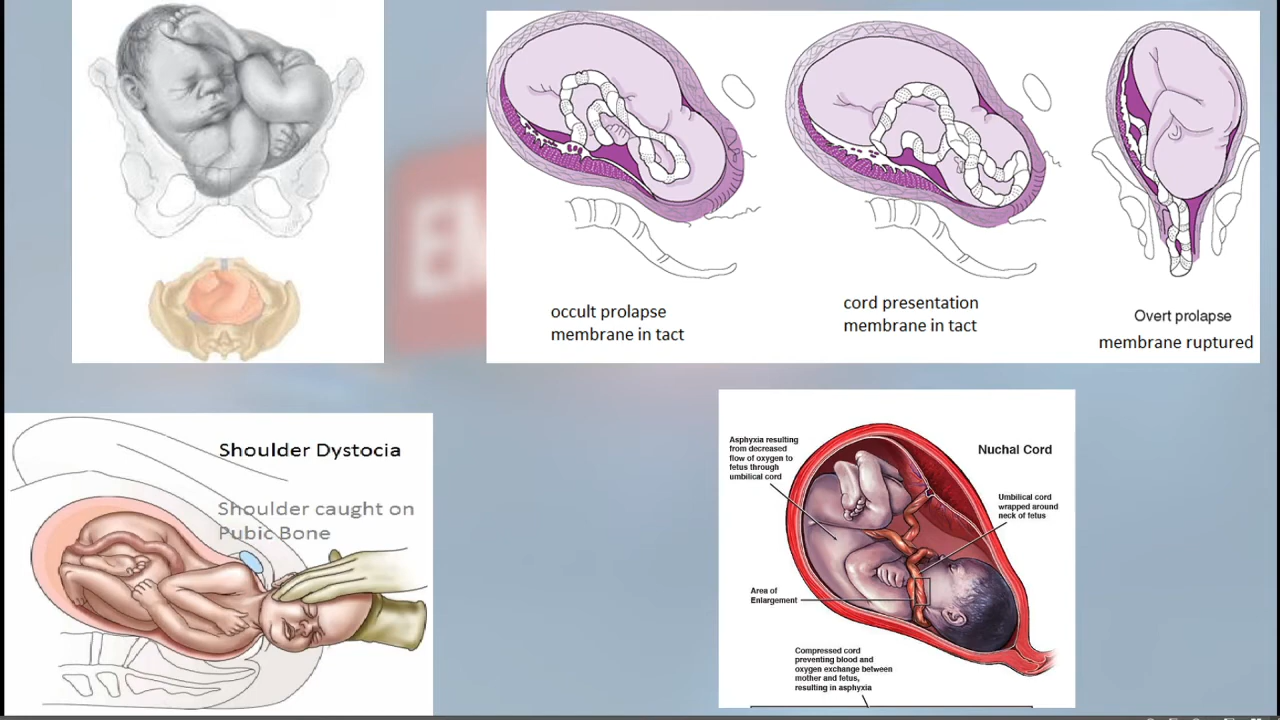 EM
occult prolapse
membrane in tact
cord presentation
membrane in tact
Overt prolapse
membrane ruptured
Shoulder Dystocia
Shoulder caught on
Pubic Bone
Nuchal Cord
Asphyxia resulting
from decreased
flow of oxygen to
fetus through
umbilical cord
Umbilical cord
wrapped around
neck of fetus
Area of
Enlargement
Compressed cord
preventing blood and
oxygen exchange between
mother and fetus,
resulting in asphyxia